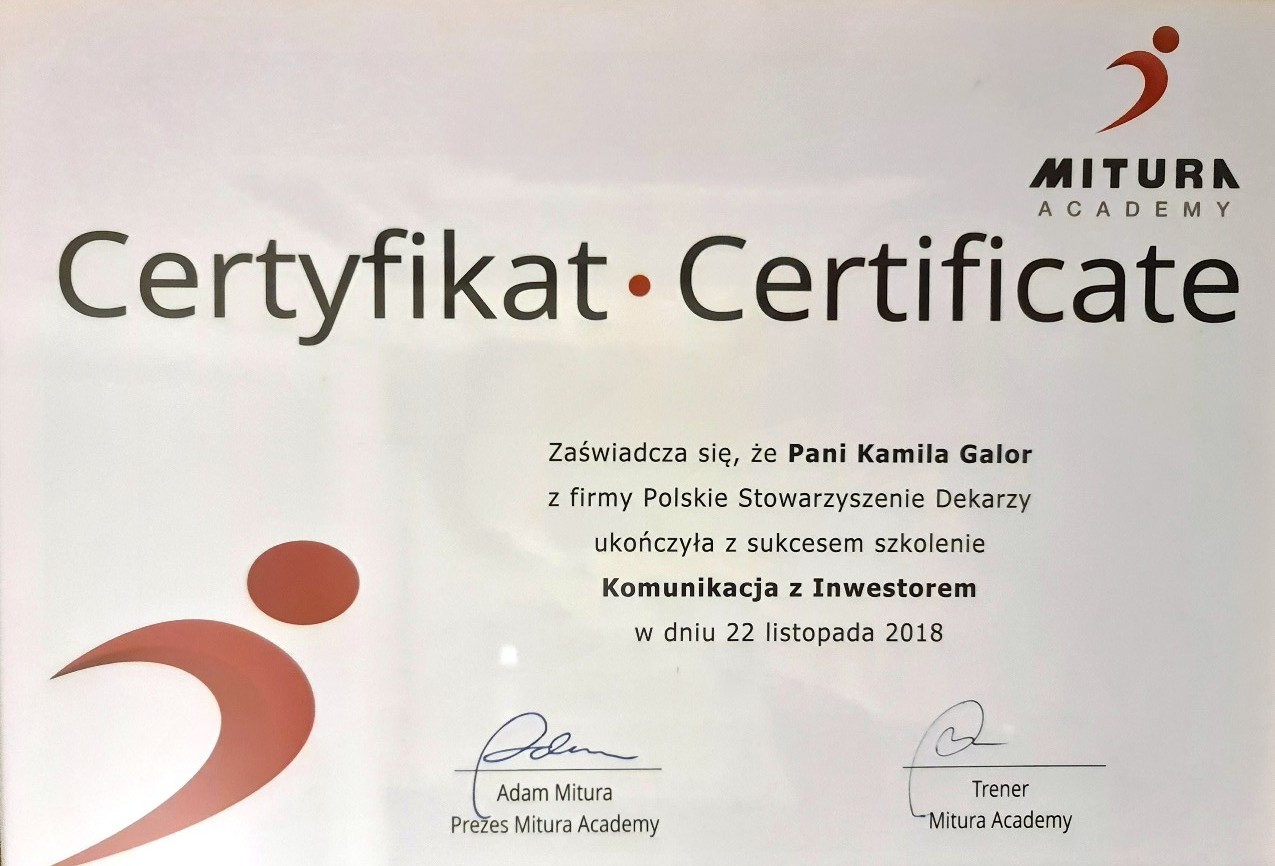 MITURA
ACADEMY
Certyfikat • Certificate
Zaświadcza się, że Pani Kamila Galor
z firmy Polskie Stowarzyszenie Dekarzy
ukończyła z sukcesem szkolenie
Komunikacja z Inwestorem
w dniu 22 listopada 2018
Adam
Adam Mitura
Prezes Mitura Academy
Trener
Mitura Academy